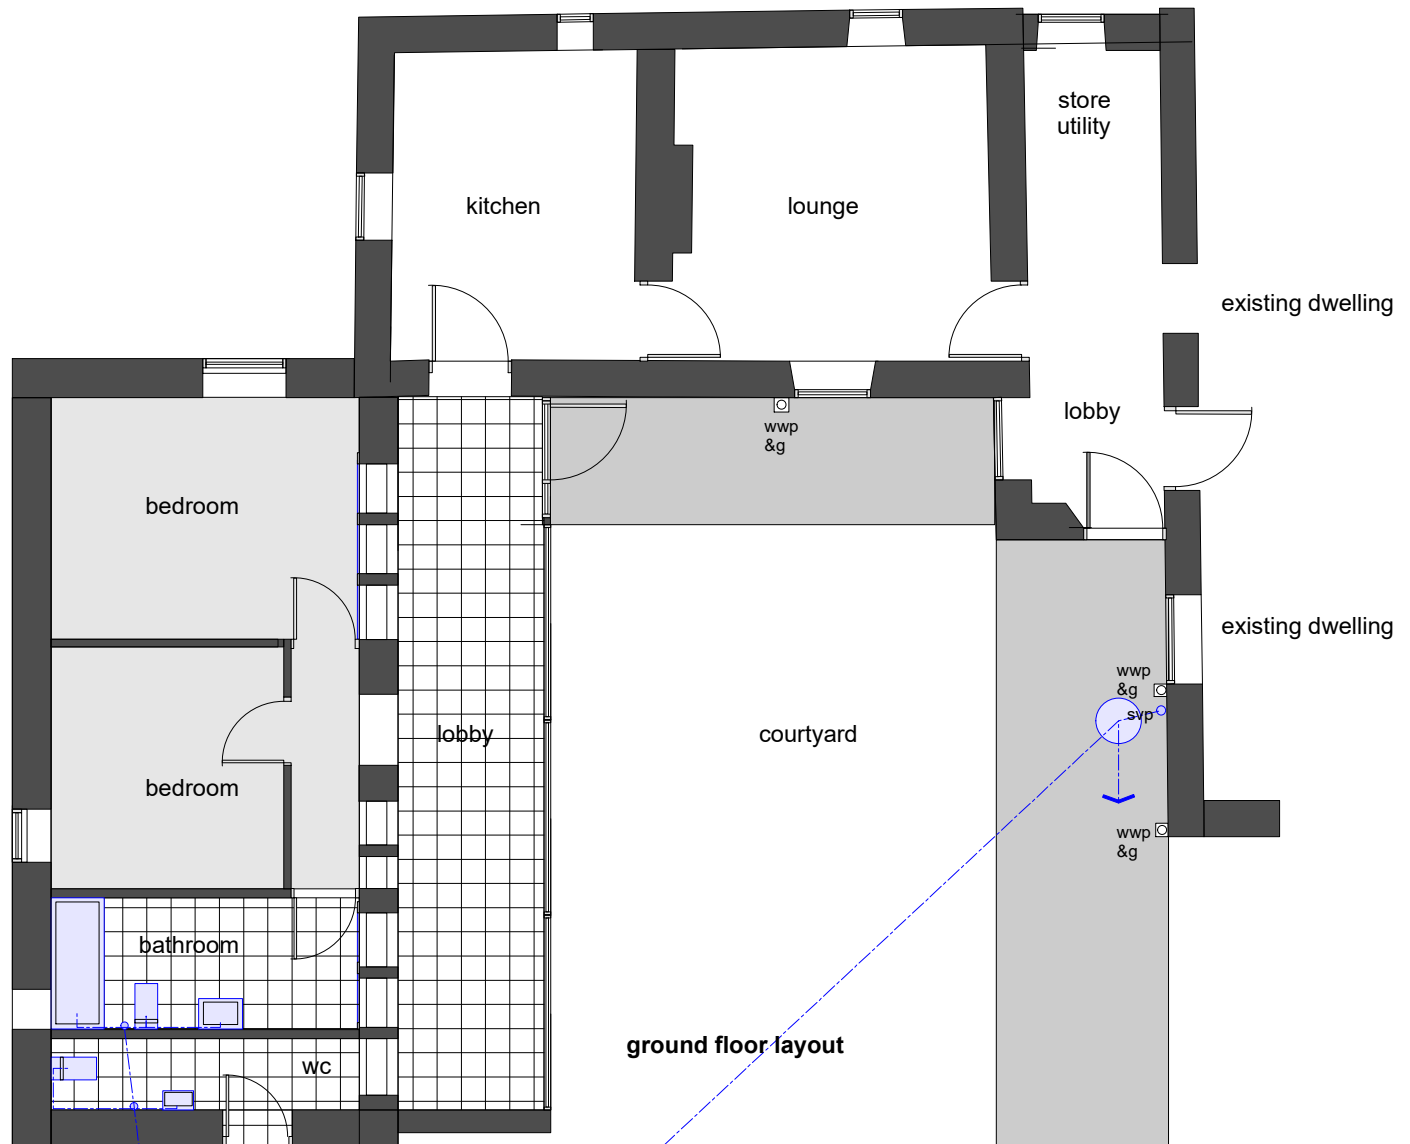 store
utility
kitchen
lounge
existing dwelling
lobby
wwp
&g
bedroom
existing dwelling
wwp
&g
svp
lobby
courtyard
bedroom
wwp
&g
bathroom
ground floor layout
wc